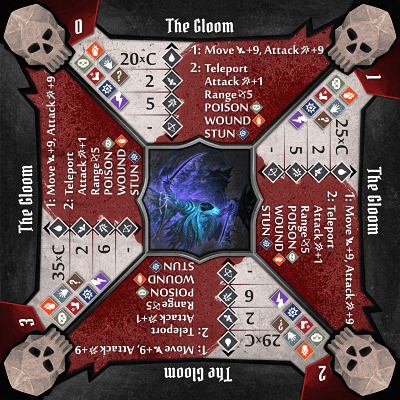 0
The Gloom
20xC
2
5
-
1: Move +9, Attack +9
2: Teleport
Attack +1
Range 5
POISON
WOUND
STUN
1
The Gloom
25xC
2
5
-
1: Move +9, Attack +9
2: Teleport
Attack +1
Range 5
POISON
WOUND
STUN
2
The Gloom
29xC
2
6
-
1: Move +9, Attack +9
2: Teleport
Attack +1
Range 5
POISON
WOUND
STUN
3
The Gloom
35xC
2
6
-
1: Move +9, Attack +9
2: Teleport
Attack +1
Range 5
POISON
WOUND
STUN